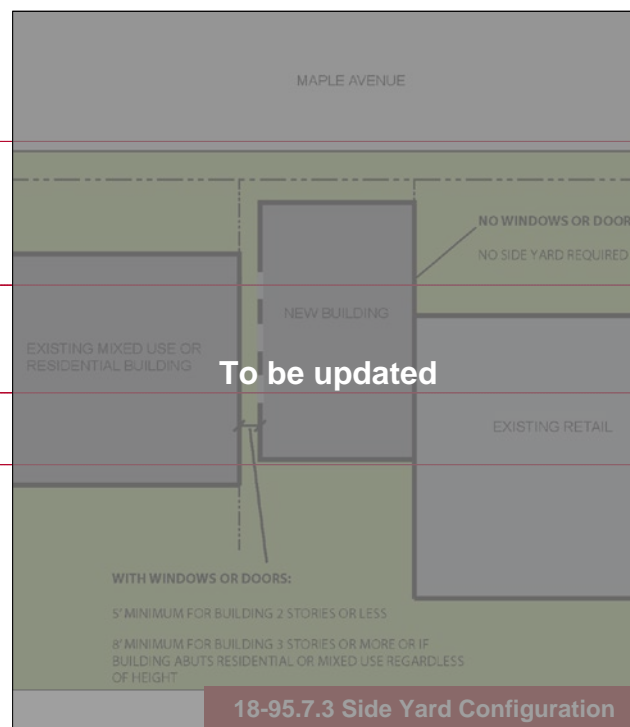 MAPLE AVENUE
NO WINDOWS OR DOOR
NO SIDE YARD REQUIRED
NEW BUILDING
EXISTING MIXED USE OR
RESIDENTIAL BUILDING
To be updated
EXISTING RETAIL
WITH WINDOWS OR DOORS:
5' MINIMUM FOR BUILDING 2 STORIES OR LESS
8' MINIMUM FOR BUILDING 3 STORIES OR MORE OR IF
BUILDING ABUTS RESIDENTIAL OR MIXED USE REGARDLESS
OF HEIGHT
18-95.7.3 Side Yard Configuration